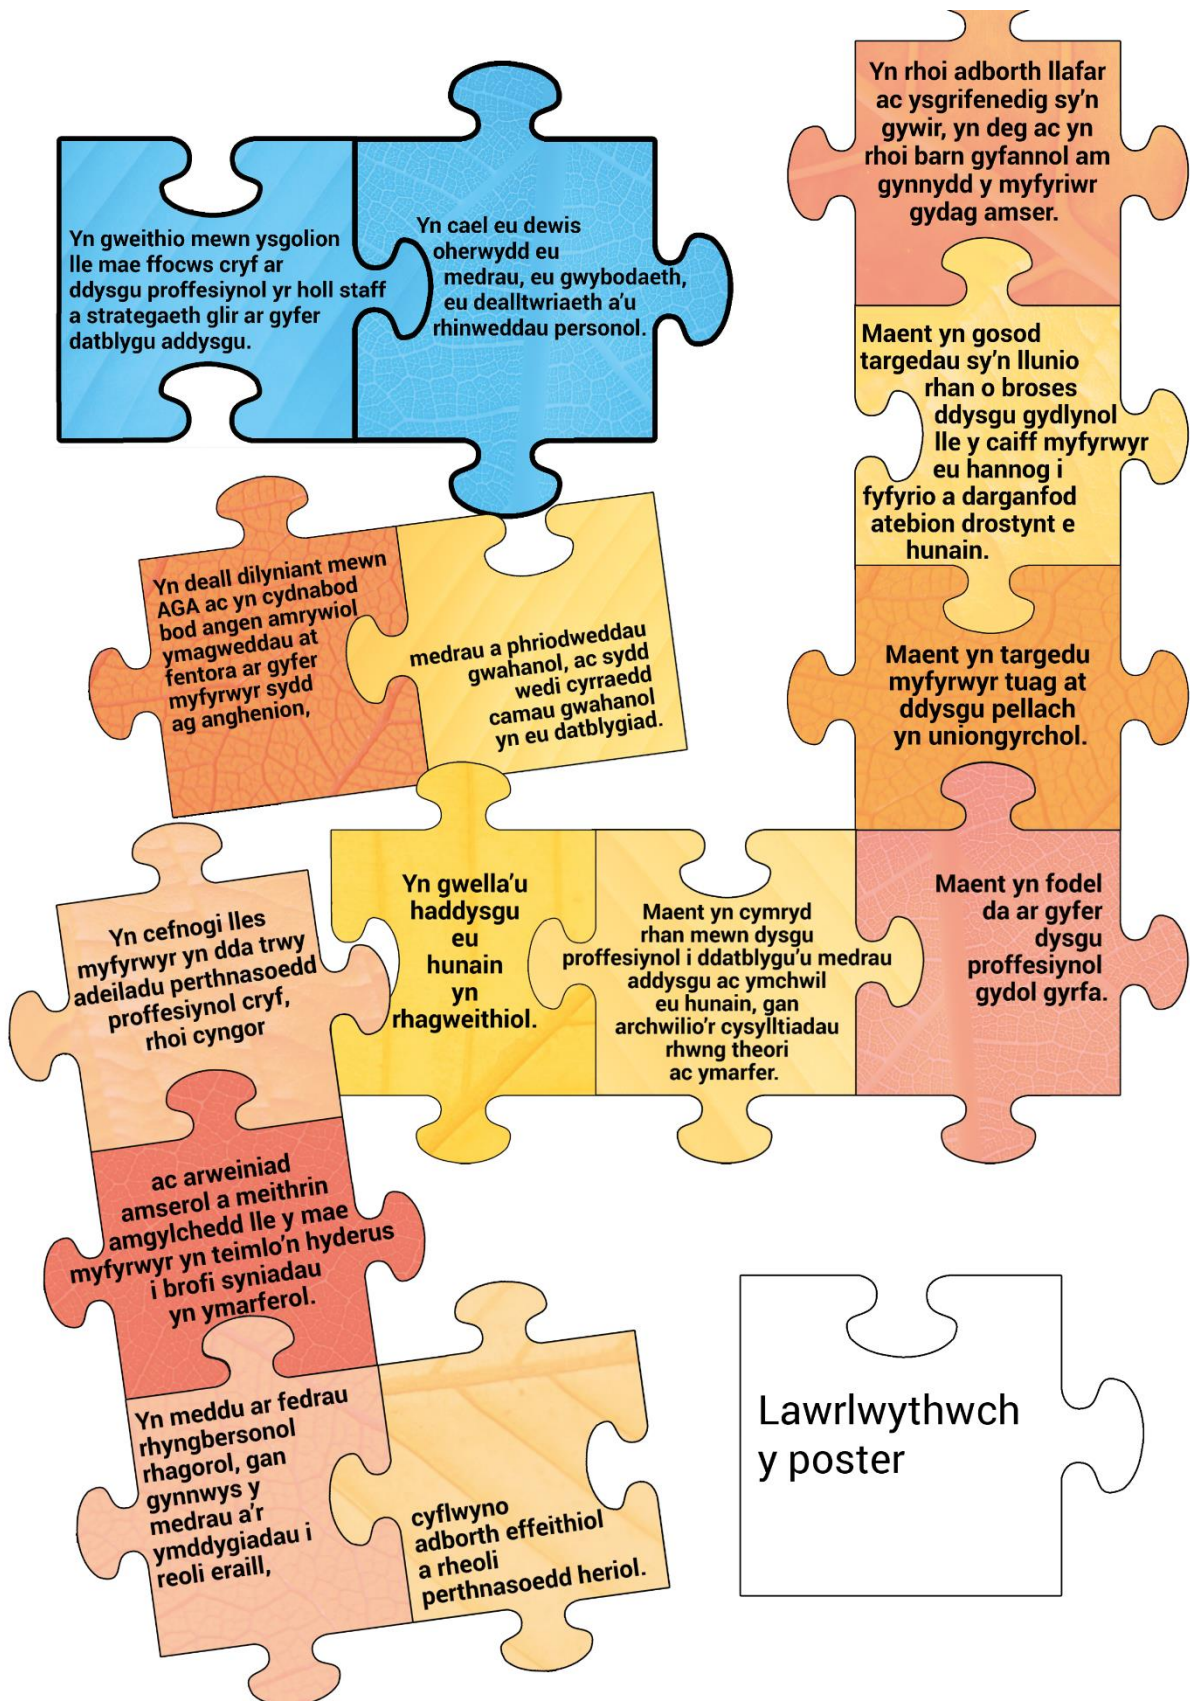 Yn gweithio mewn ysgolion
lle mae ffocws cryf ar
ddysgu proffesiynol yr holl staff
a strategaeth glir ar gyfer
datblygu addysgu.
Yn cael eu dewis
oherwydd eu
medrau, eu gwybodaeth,
eu dealltwriaeth a'u
rhinweddau personol.
Yn rhoi adborth llafar
ac ysgrifenedig sy'n
gywir, yn deg ac yn
rhoi barn gyfannol am
gynnydd y myfyriwr
gydag amser.
Maent yn gosod
targedau sy'n llunio
rhan o broses
ddysgu gydlynol
lle y caiff myfyrwyr
eu hannog i
fyfyrio a darganfod
atebion drostynt e
hunain.
Maent yn targedu
myfyrwyr tuag at
ddysgu pellach
yn uniongyrchol.
Yn deall dilyniant mewn
AGA ac yn cydnabod
bod angen amrywiol
ymagweddau at
fentora ar gyfer
myfyrwyr sydd
ag anghenion,
medrau a phriodweddau
gwahanol, ac sydd
wedi cyrraedd
camau gwahanol
yn eu datblygiad.
Yn gwella'u
haddysgu
eu
hunain
yn
rhagweithiol.
Maent yn cymryd
rhan mewn dysgu
proffesiynol i ddatblygu'u medrau
addysgu ac ymchwil
eu hunain, gan
archwilio'r cysylltiadau
rhwng theori
ac ymarfer.
Maent yn fodel
da ar gyfer
dysgu
proffesiynol
gydol gyrfa.
Yn cefnogi lles
myfyrwyr yn dda trwy
adeiladu perthnasoedd
proffesiynol cryf,
rhoi cyngor
ac arweiniad
amserol a meithrin
amgylchedd lle y mae
myfyrwyr yn teimlo'n hyderus
i brofi syniadau
yn ymarferol.
Yn meddu ar fedrau
rhyngbersonol
rhagorol, gan
gynnwys y
medrau a'r
ymddygiadau i
reoli eraill,
cyflwyno
adborth effeithiol
a rheoli
perthnasoedd heriol.
Lawrlwythwch
y poster